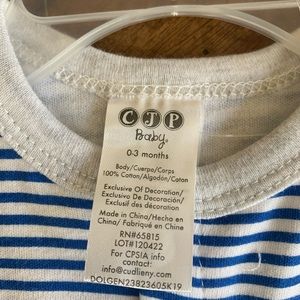 CJP
Baby
0-3 months
Body/Cuerpo/Corps
100% Cotton/Algodón/Coton
Exclusive Of Decoration/
Exclusivo De Decoración/
Exclusif des décoration
Made in China/Hecho en
China/ Fabriqué en Chine
RN#65815
LOT#120422
For CPSIA info
contact:
info@cudlieny.com
DOLGEN23823605K19